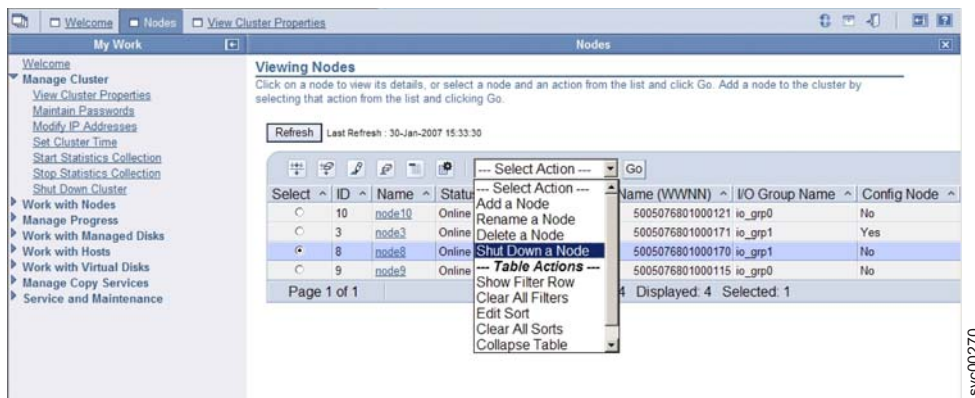 Welcome Nodes View Cluster Properties
My Work
Nodes
Welcome
Manage Cluster
View Cluster Properties
Maintain Passwords
Modify IP Addresses
Set Cluster Time
Start Statistics Collection
Stop Statistics Collection
Shut Down Cluster
Work with Nodes
Manage Progress
Work with Managed Disks
Work with Hosts
Work with Virtual Disks
Manage Copy Services
Service and Maintenance
Viewing Nodes
Click on a node to view its details, or select a node and an action from the list and click Go. Add a node to the cluster by
selecting that action from the list and clicking Go.
Refresh Last Refresh : 30-Jan-2007 15:33:30
--- Select Action --- Go
Select ID Name Status Name (WWNN) I/O Group Name Config Node
10 node10 Online 5005076801000121 io_grp0 No
3 node3 Online 5005076801000171 io_grp1 Yes
8 node8 Online 5005076801000170 io_grp1 No
9 node9 Online 5005076801000115 io_grp0 No
Page 1 of 1 4 Displayed: 4 Selected: 1
--- Select Action ---
Add a Node
Rename a Node
Delete a Node
Shut Down a Node
--- Table Actions ---
Show Filter Row
Clear All Filters
Edit Sort
Clear All Sorts
Collapse Table
svc00270